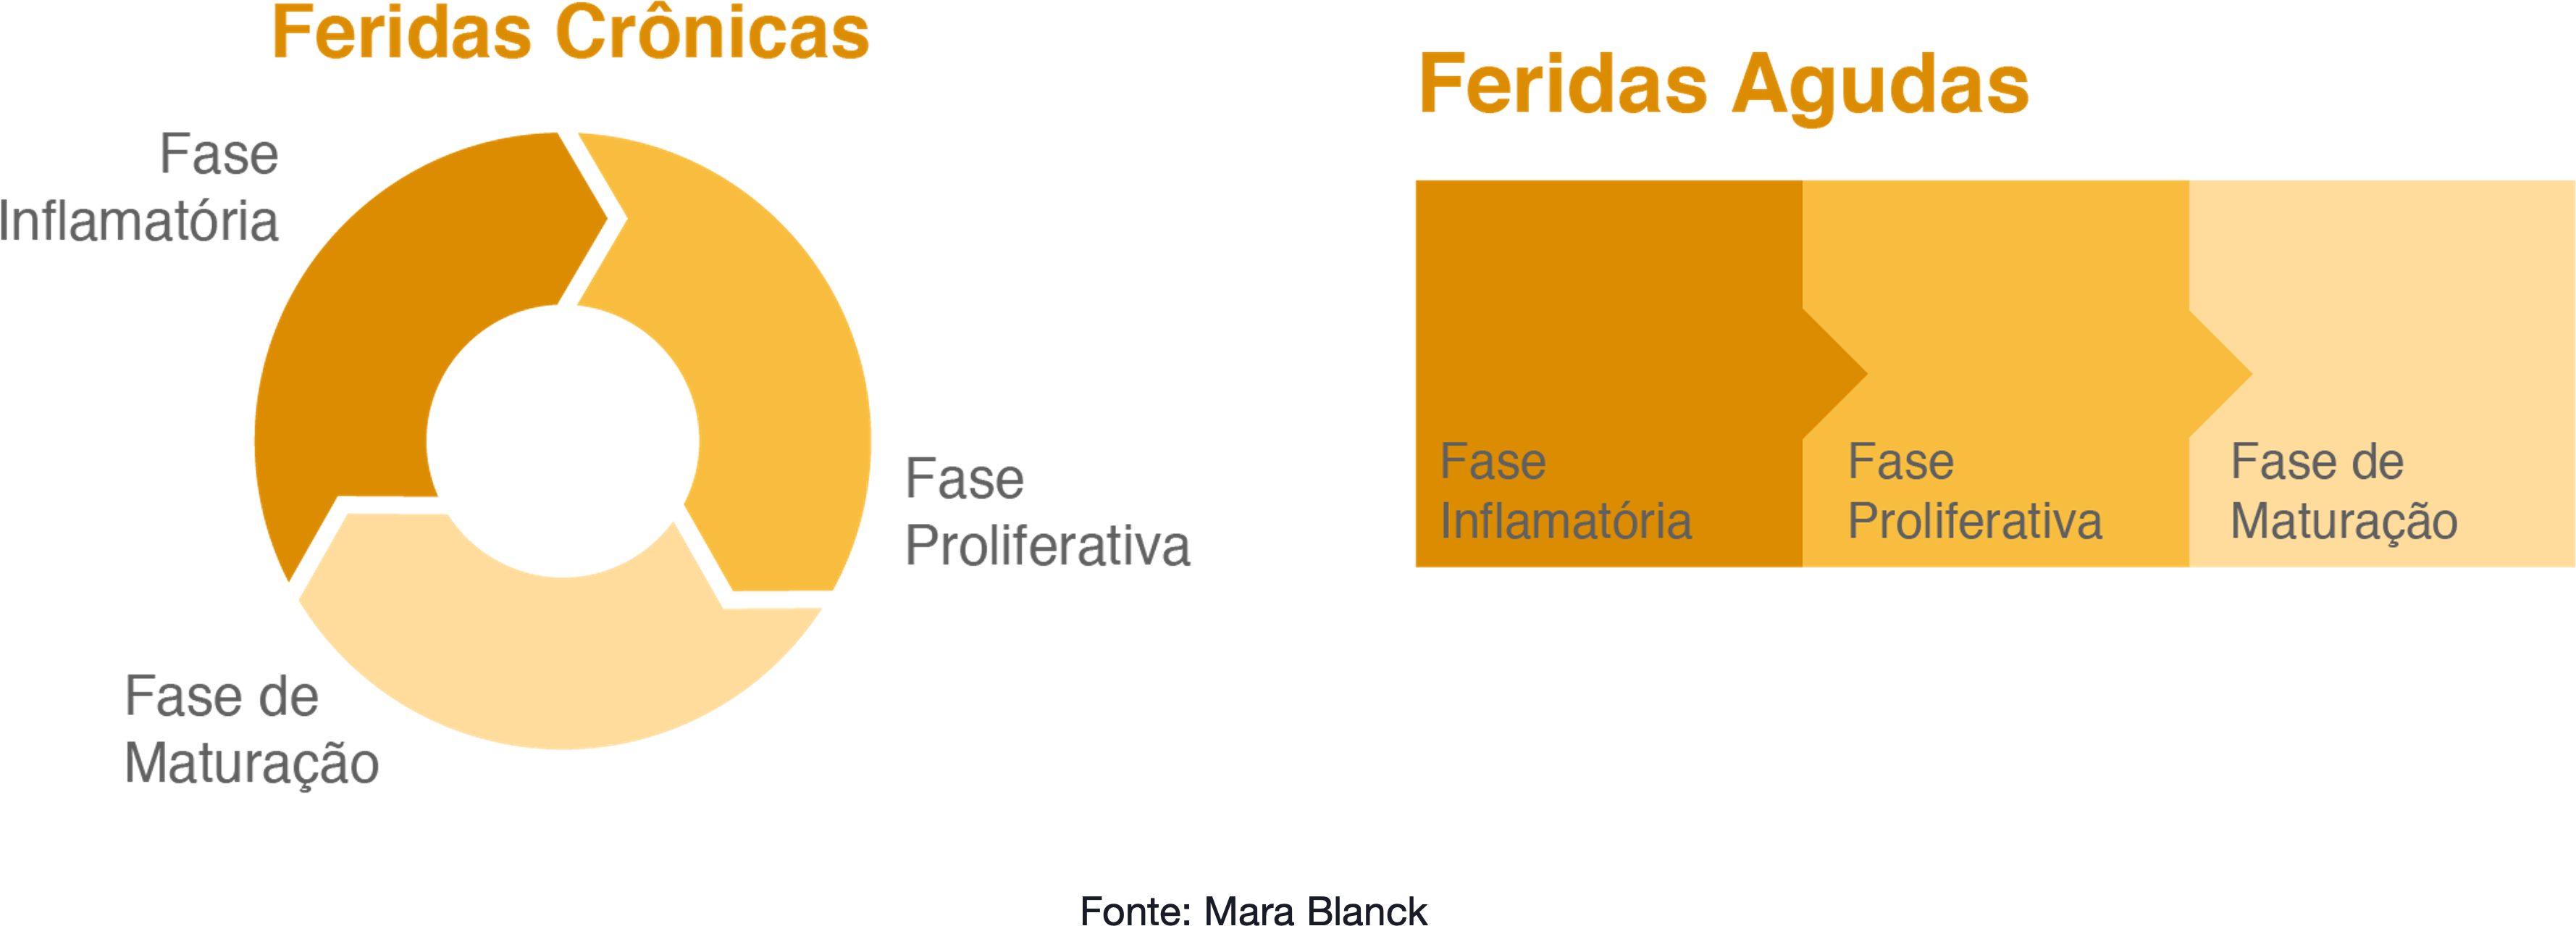 Feridas Crônicas
Fase
Inflamatória
Fase
Proliferativa
Fase de
Maturação
Feridas Agudas
Fase
Inflamatória
Fase
Proliferativa
Fase de
Maturação
Fonte: Mara Blanck